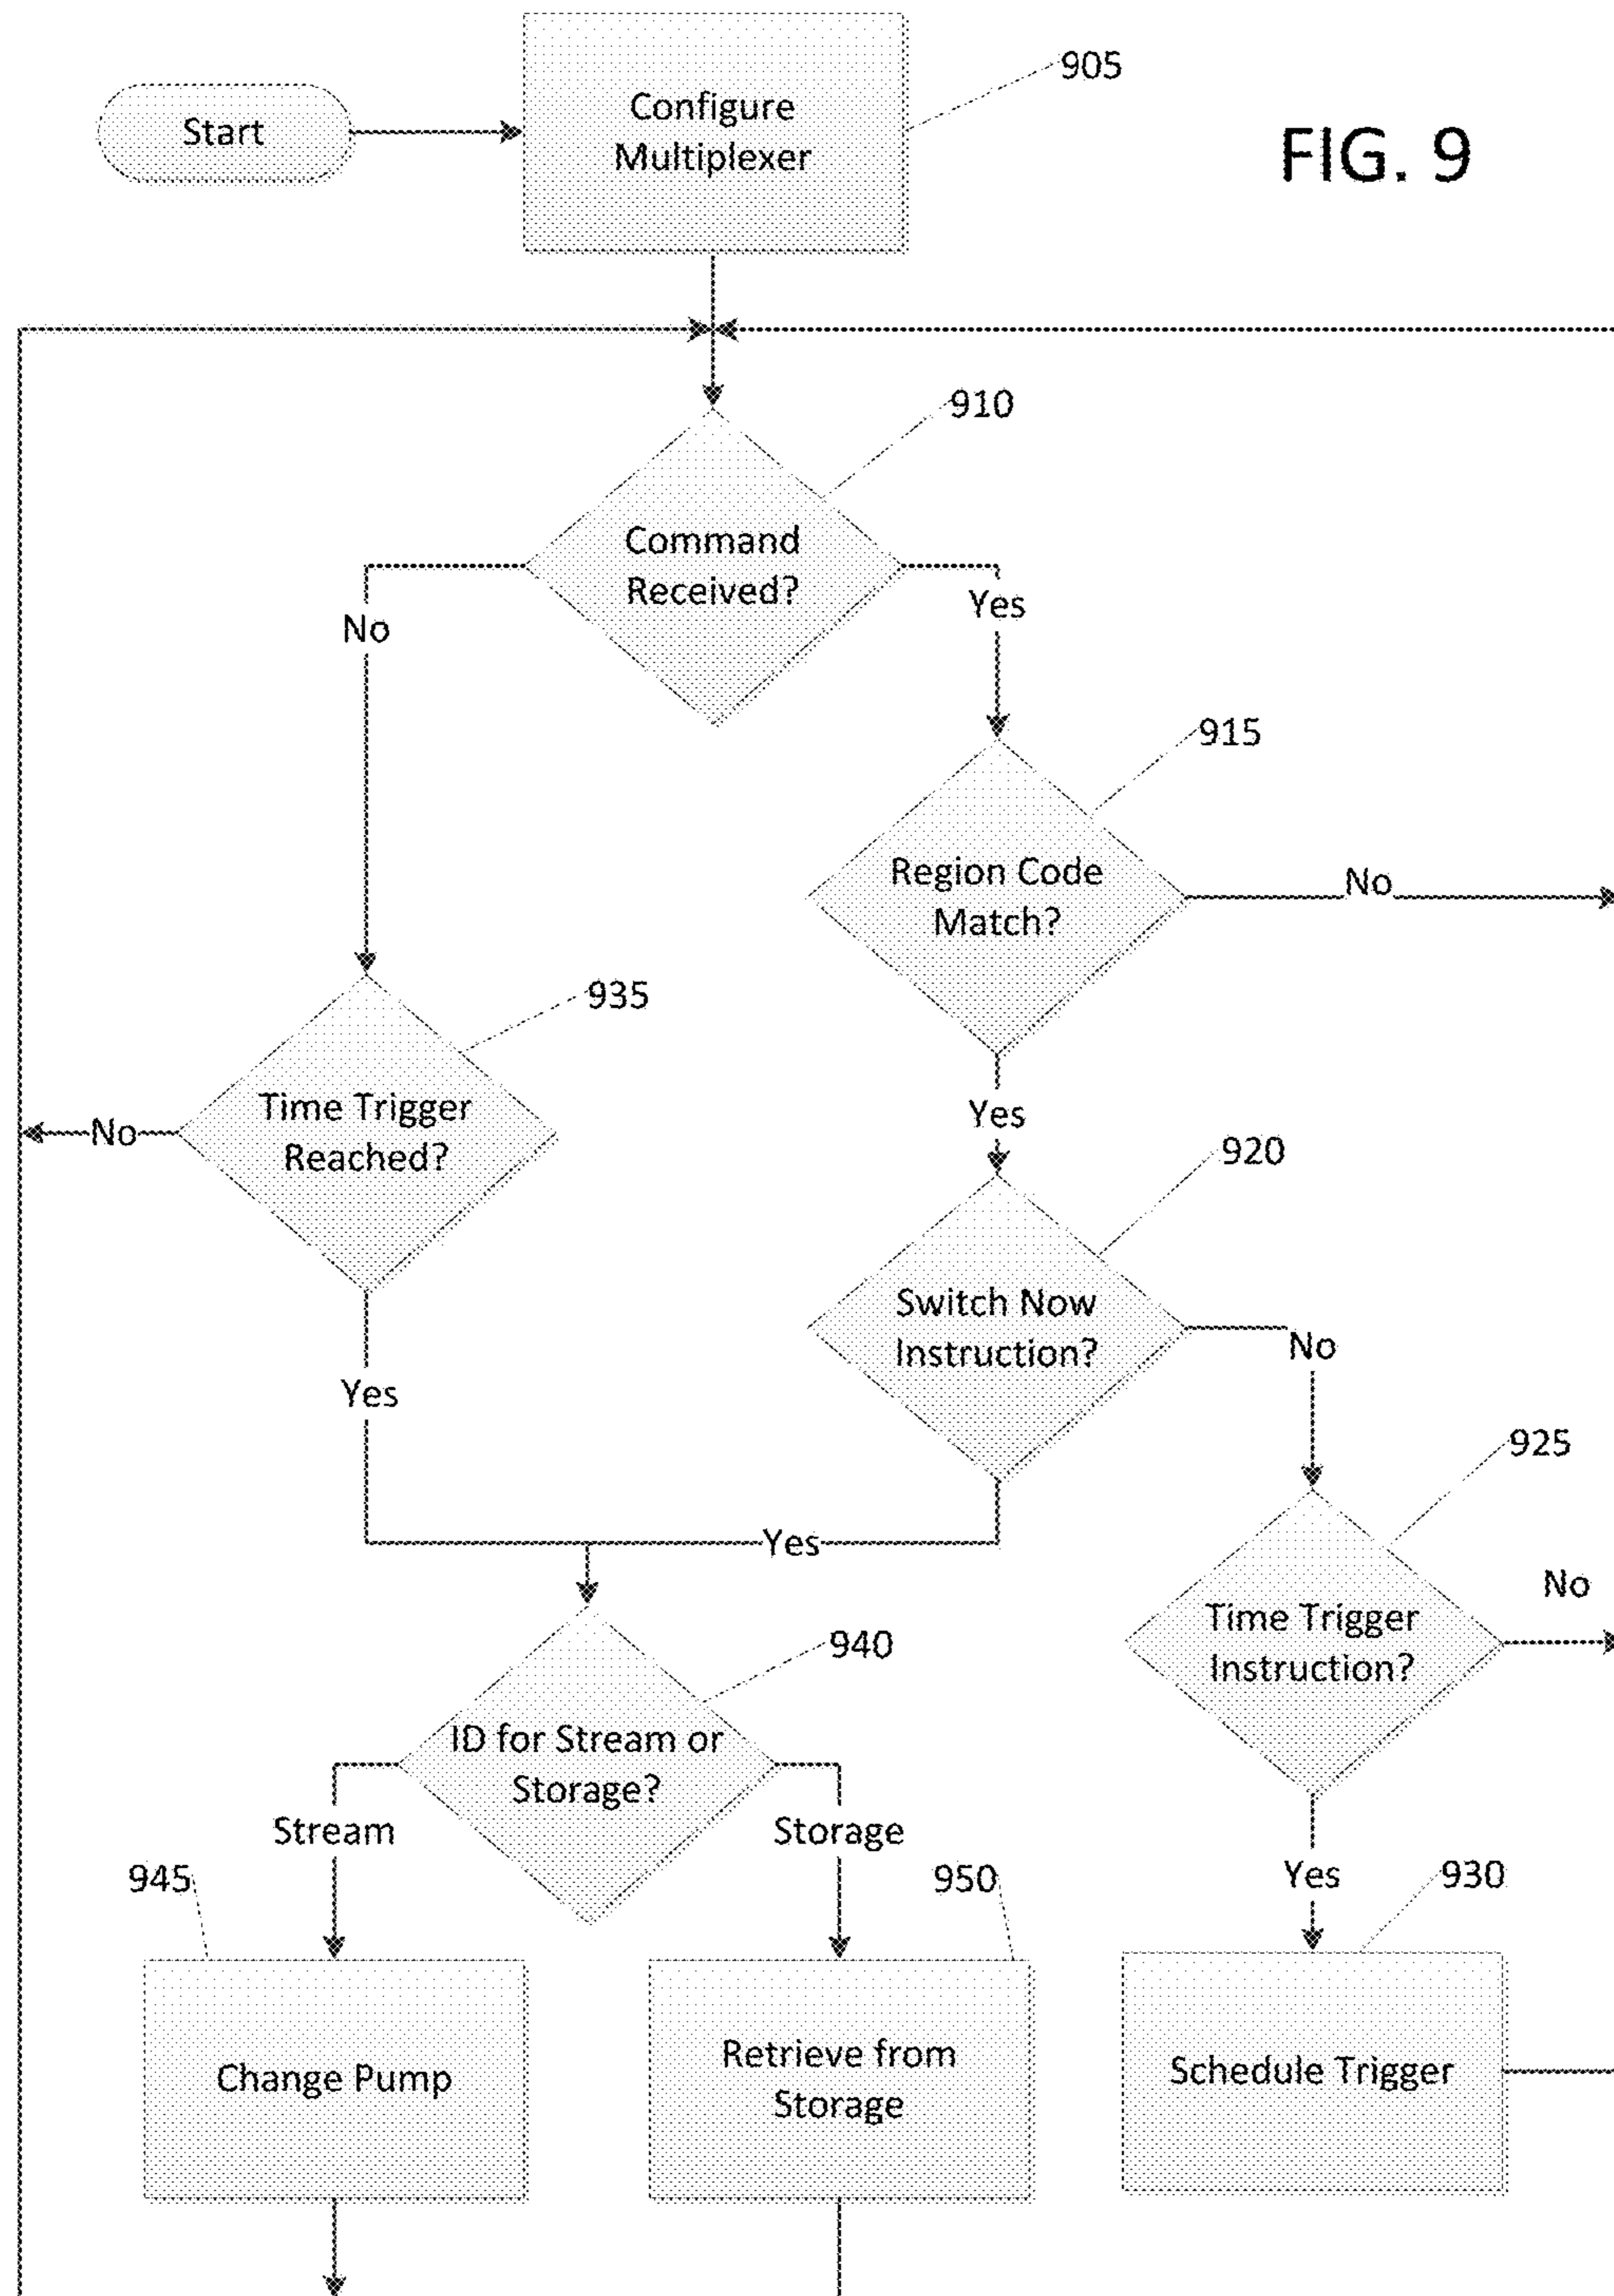 905
Start
Configure
Multiplexer
FIG. 9
910
Command
Received?
No
Yes
915
Region Code
Match?
No
935
Time Trigger
Reached?
No
Yes
920
Switch Now
Instruction?
No
Yes
925
Yes
No
Time Trigger
Instruction?
940
ID for Stream or
Storage?
Stream
Storage
945
950
Yes
930
Change Pump
Retrieve from
Storage
Schedule Trigger